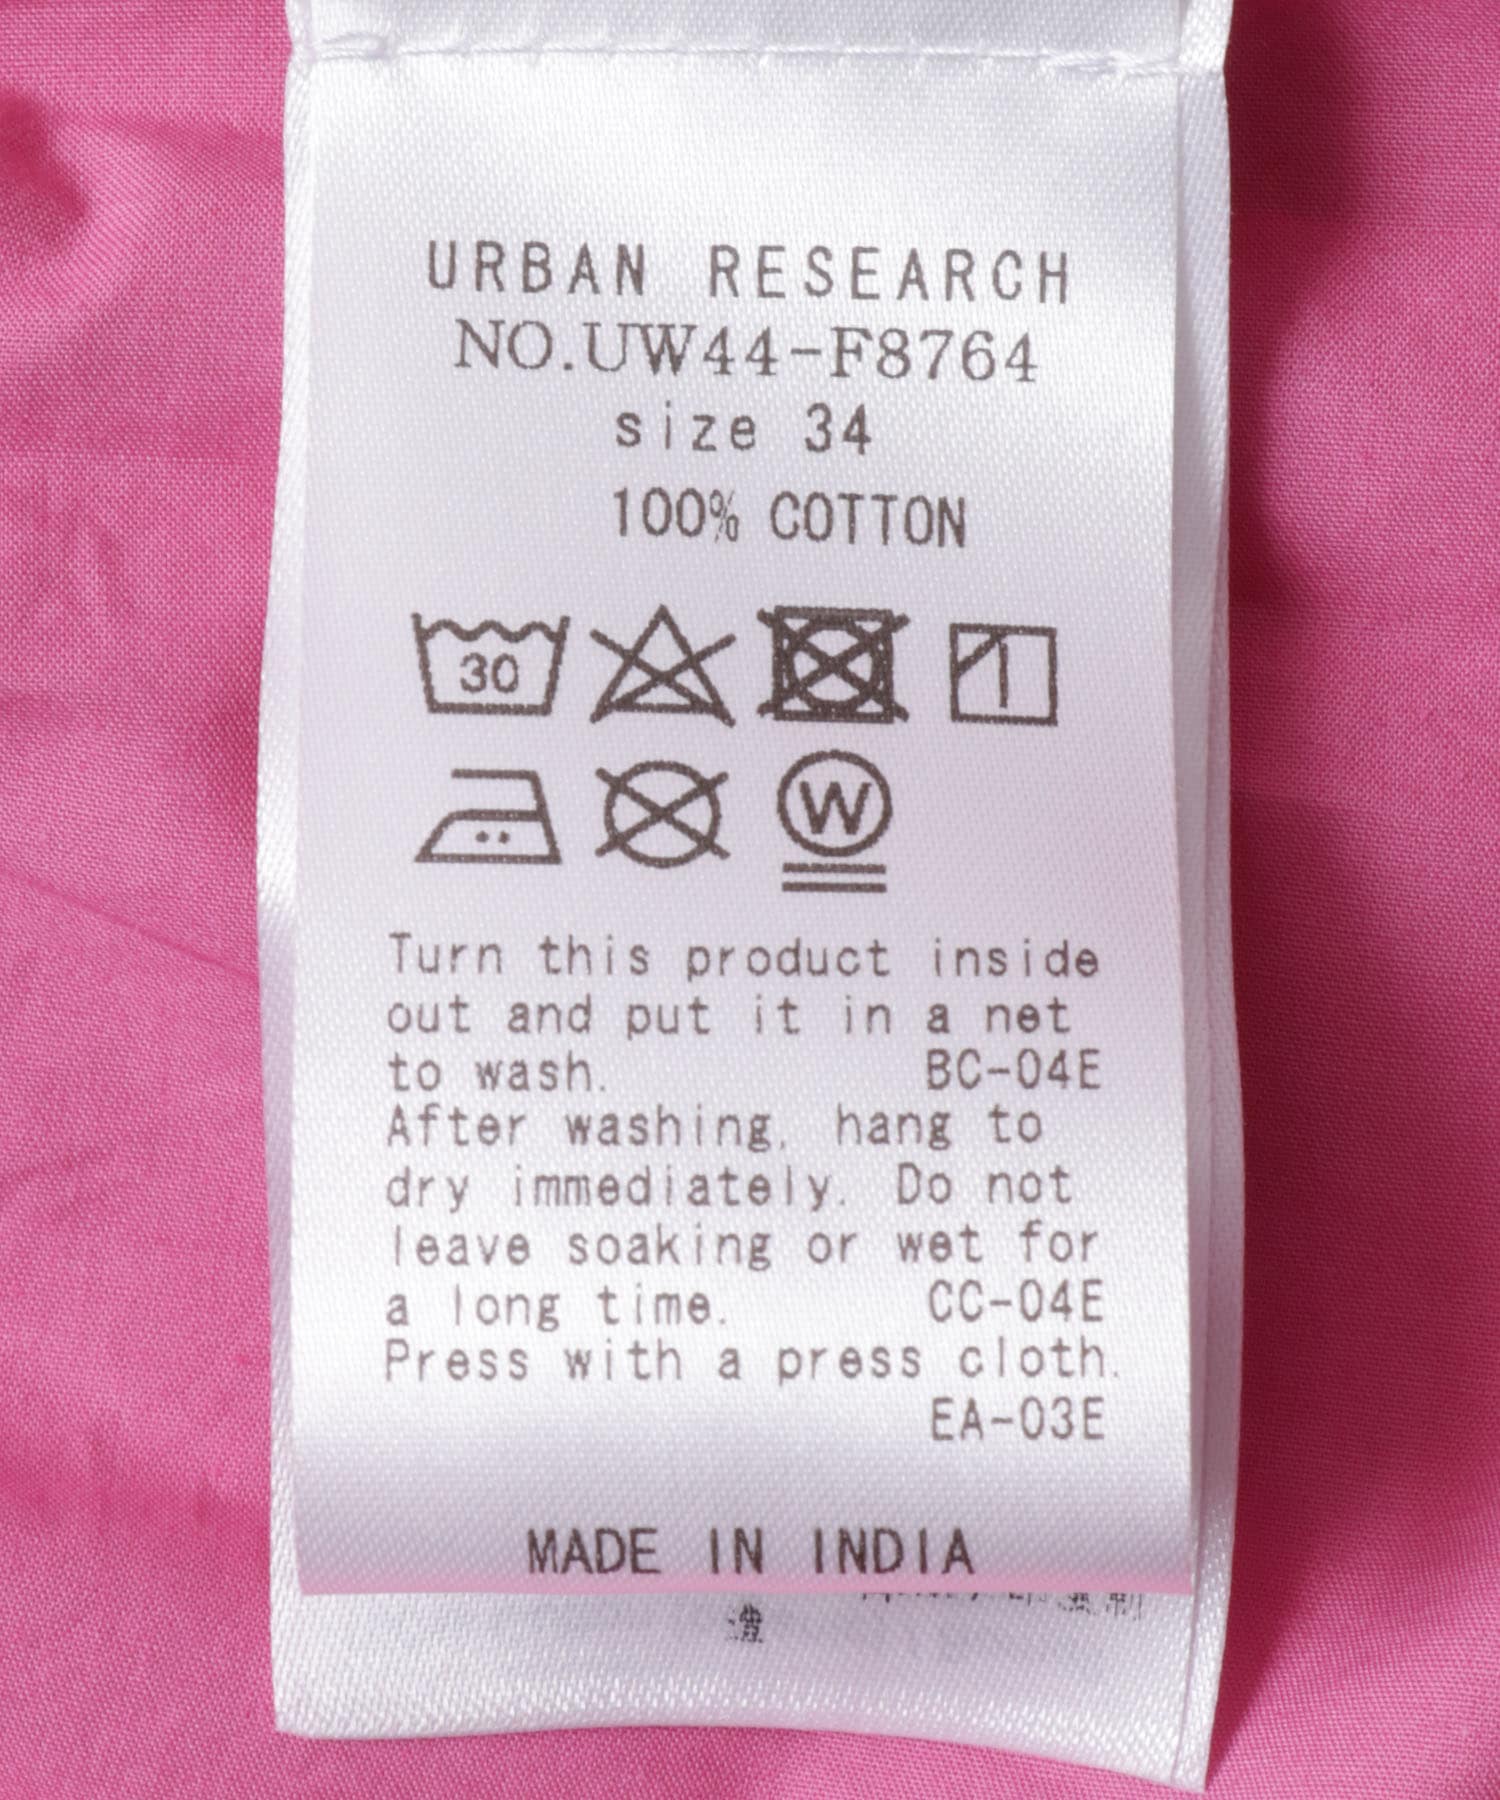 URBAN RESEARCH
NO.UW44-F8764
size 34
100% COTTON
30
W
Turn this product inside
out and put it in a net
to wash. BC-04E
After washing, hang to
dry immediately. Do not
leave soaking or wet for
a long time. CC-04E
Press with a press cloth.
EA-03E
MADE IN INDIA